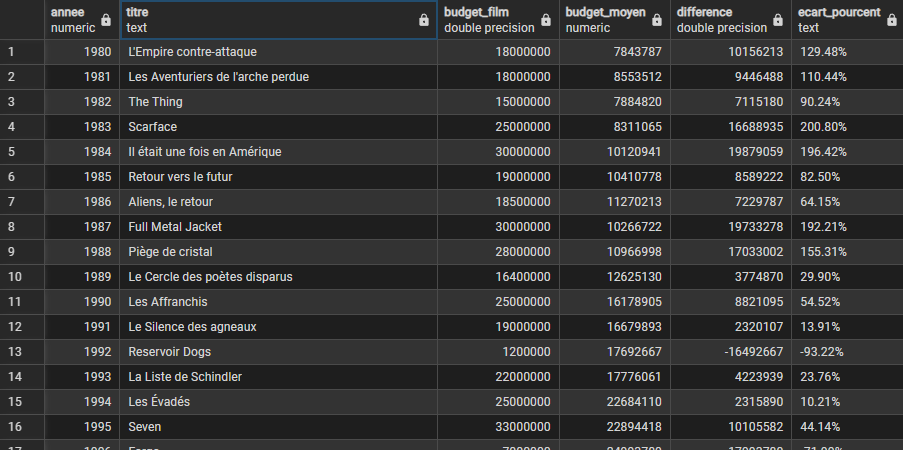 annee titre budget_film budget_moyen difference ecart_pourcent
numeric text double precision numeric double precision text
1 1980 L'Empire contre-attaque 18000000 7843787 10156213 129.48%
2 1981 Les Aventuriers de l'arche perdue 18000000 8553512 9446488 110.44%
3 1982 The Thing 15000000 7884820 7115180 90.24%
4 1983 Scarface 25000000 8311065 16688935 200.80%
5 1984 Il était une fois en Amérique 30000000 10120941 19879059 196.42%
6 1985 Retour vers le futur 19000000 10410778 8589222 82.50%
7 1986 Aliens, le retour 18500000 11270213 7229787 64.15%
8 1987 Full Metal Jacket 30000000 10266722 19733278 192.21%
9 1988 Piège de cristal 28000000 10966998 17033002 155.31%
10 1989 Le Cercle des poètes disparus 16400000 12625130 3774870 29.90%
11 1990 Les Affranchis 25000000 16178905 8821095 54.52%
12 1991 Le Silence des agneaux 19000000 16679893 2320107 13.91%
13 1992 Reservoir Dogs 1200000 17692667 -16492667 -93.22%
14 1993 La Liste de Schindler 22000000 17776061 4223939 23.76%
15 1994 Les Évadés 25000000 22684110 2315890 10.21%
16 1995 Seven 33000000 22894418 10105582 44.14%